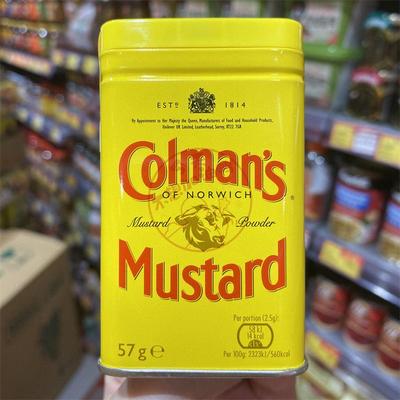 ESTD 1814
By Appointment to Her Majesty the Queen, Manufacturers of Food and Household Products,
Unilever UK Limited, Leatherhead, Surrey, KT22 7GR
Colman's®
OF NORWICH
Mustard Powder
Mustard
Per portion (2.5g):
58 kJ
14 kcal
57 g ℮
Per 100g: 2323kJ/560kcal